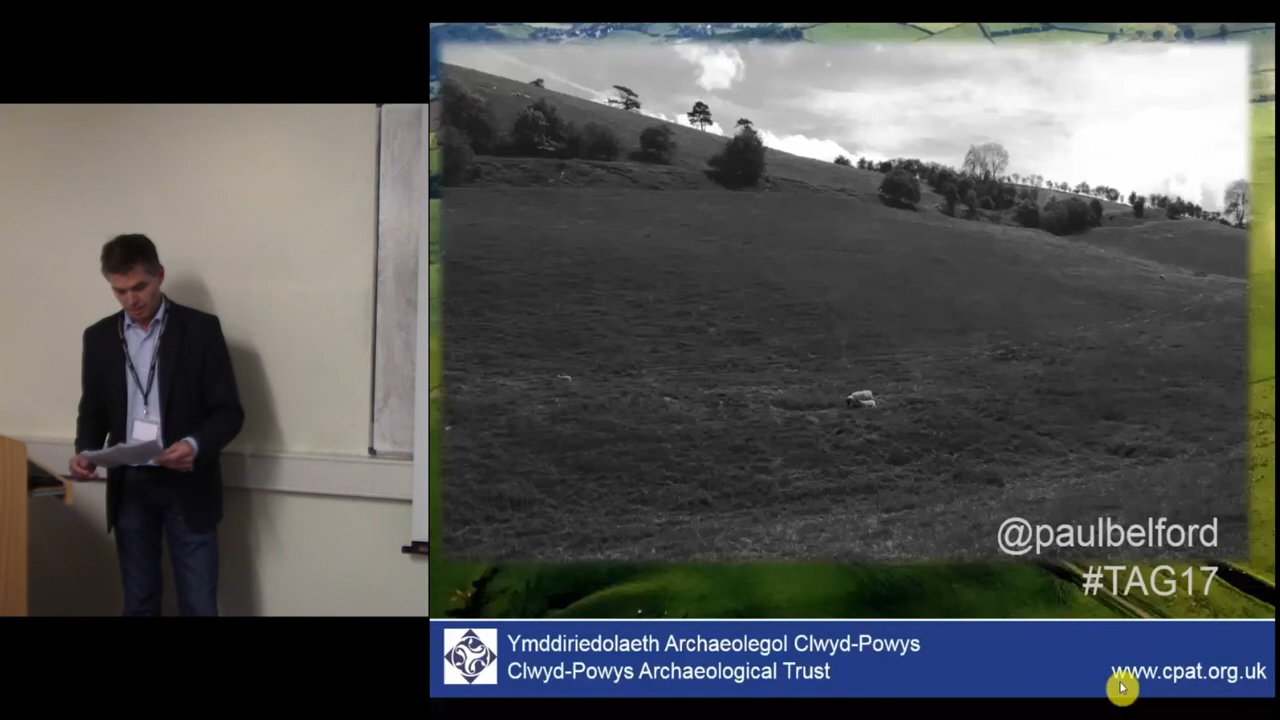 @paulbelford
#TAG17
Ymddiriedolaeth Archaeolegol Clwyd-Powys
Clwyd-Powys Archaeological Trust
www.cpat.org.uk